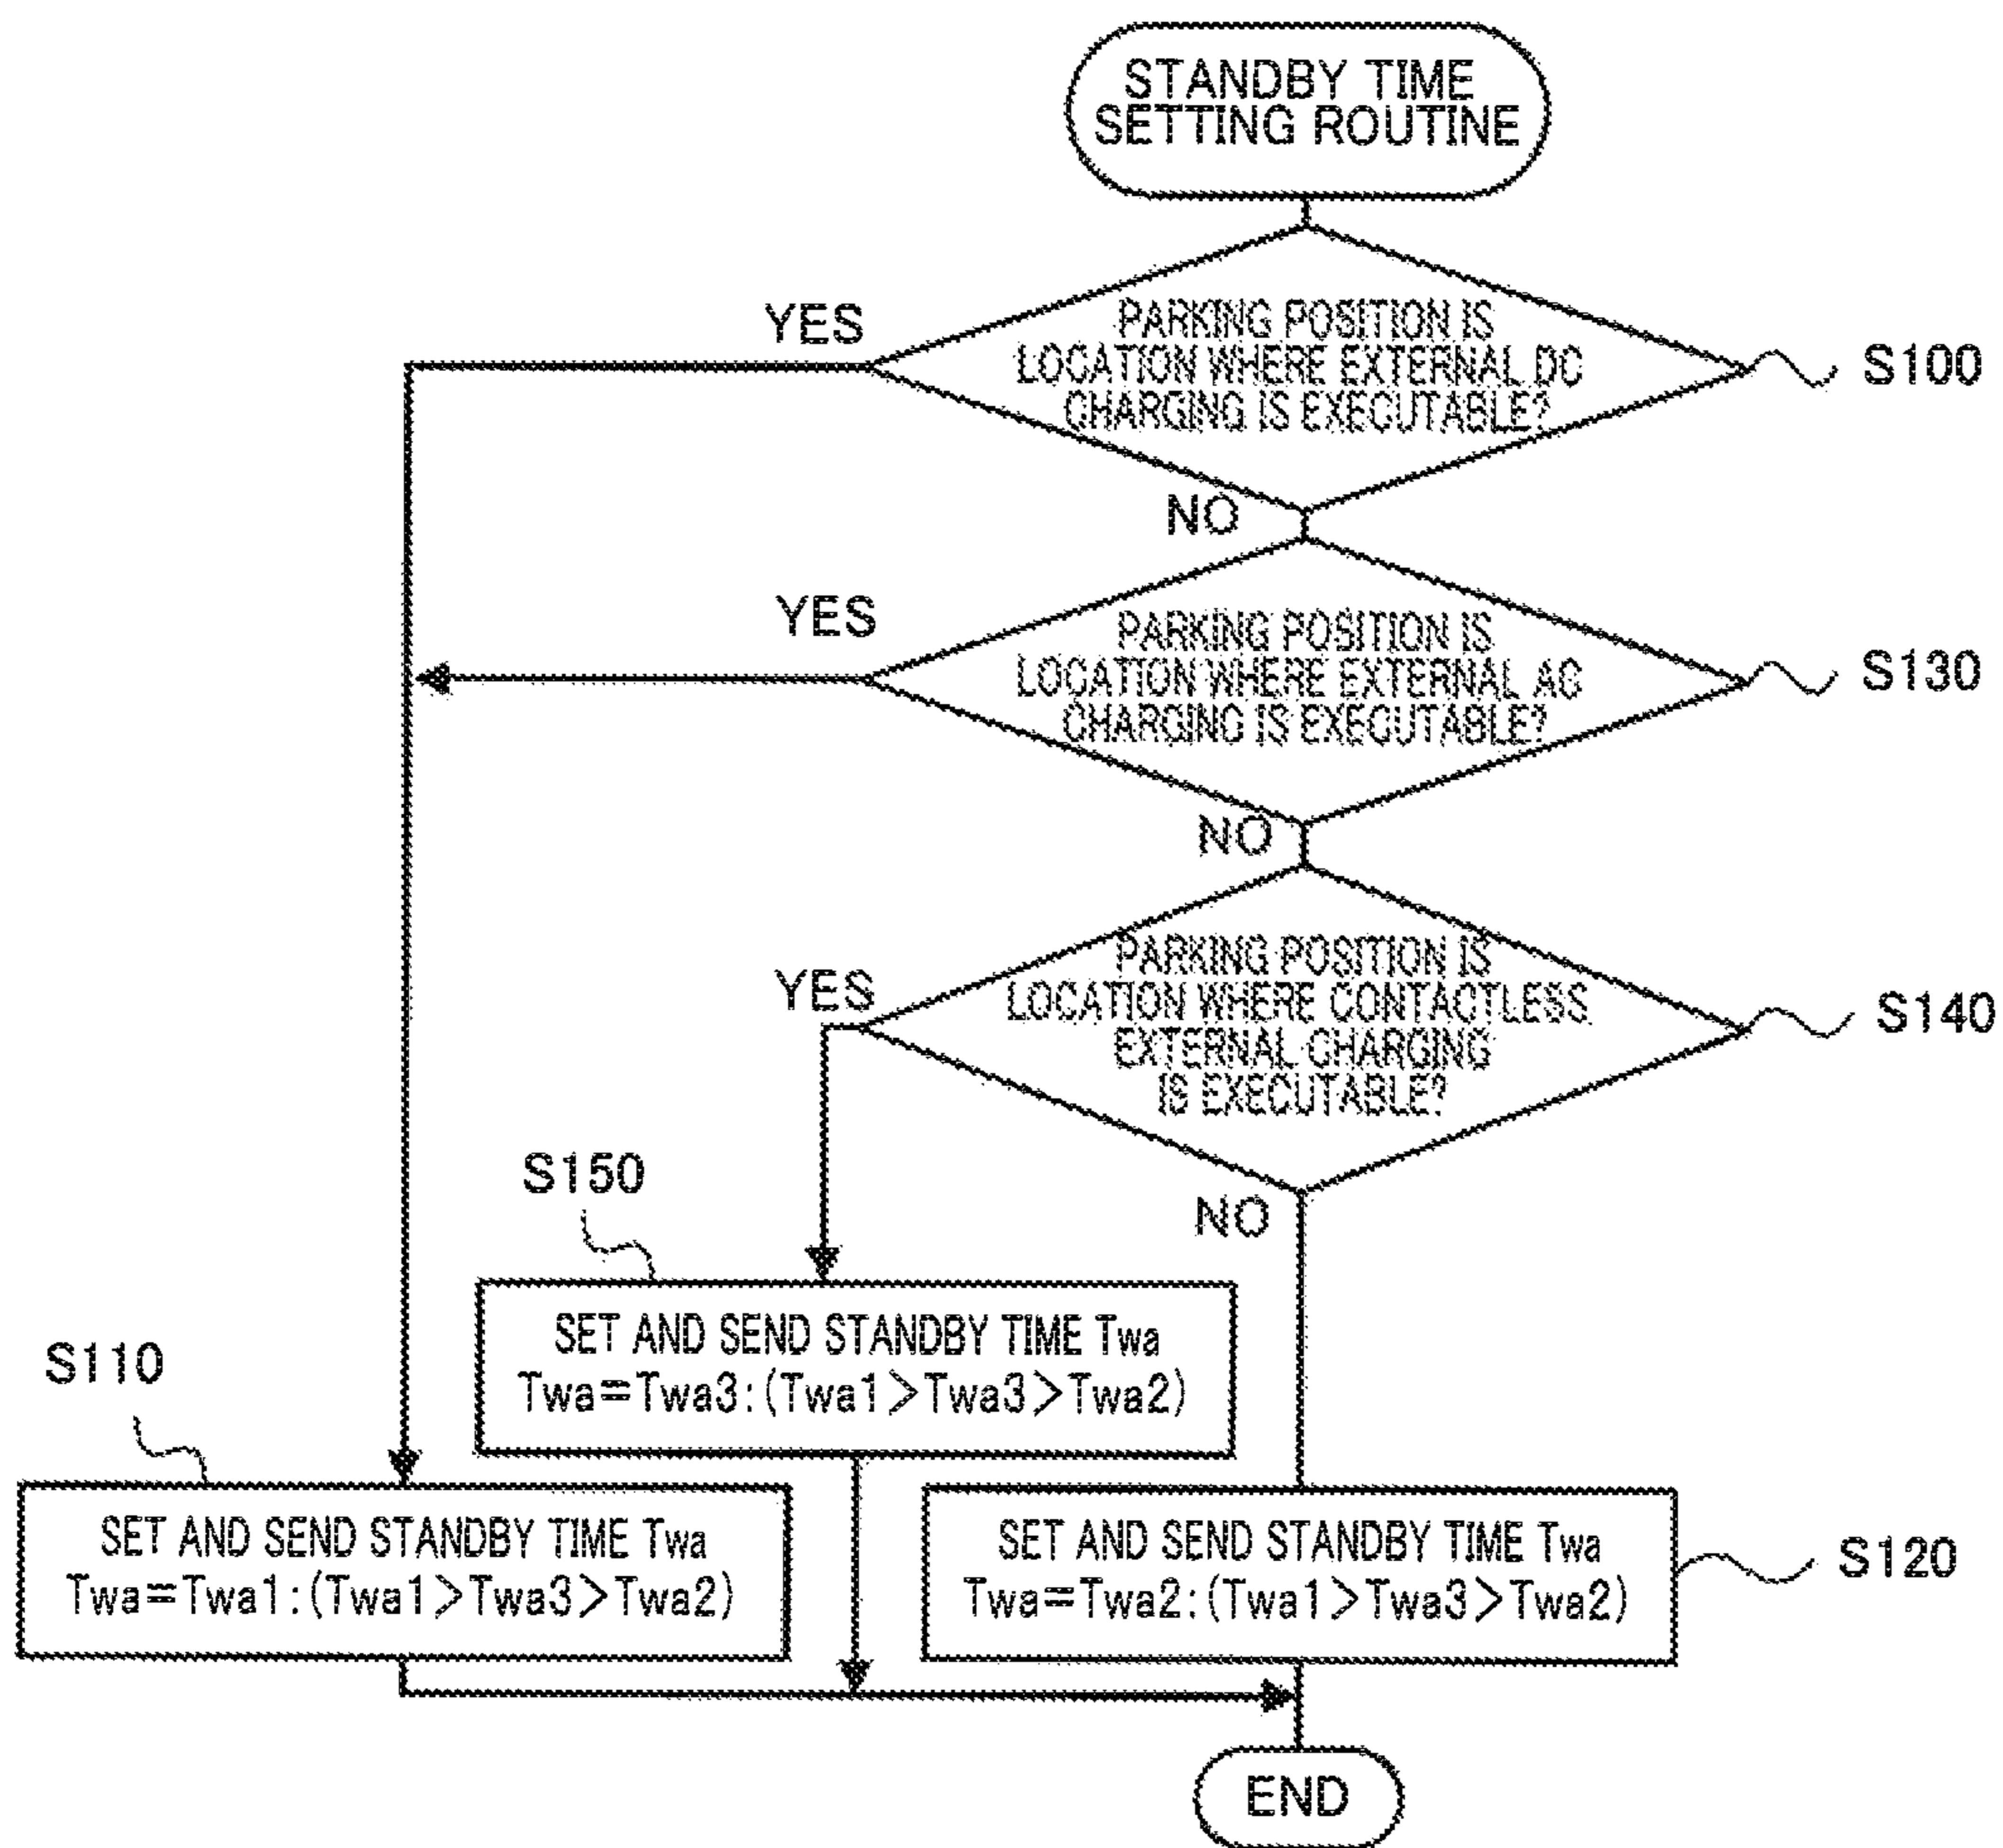 STANDBY TIME
SETTING ROUTINE
YES
PARKING POSITION IS
LOCATION WHERE EXTERNAL DC
CHARGING IS EXECUTABLE?
S100
NO
YES
PARKING POSITION IS
LOCATION WHERE EXTERNAL AC
CHARGING IS EXECUTABLE?
S130
NO
YES
PARKING POSITION IS
LOCATION WHERE CONTACTLESS
EXTERNAL CHARGING
IS EXECUTABLE?
S140
NO
S150
SET AND SEND STANDBY TIME Twa
Twa=Twa3:(Twa1>Twa3>Twa2)
S110
SET AND SEND STANDBY TIME Twa
Twa=Twa1:(Twa1>Twa3>Twa2)
SET AND SEND STANDBY TIME Twa
Twa=Twa2:(Twa1>Twa3>Twa2)
S120
END